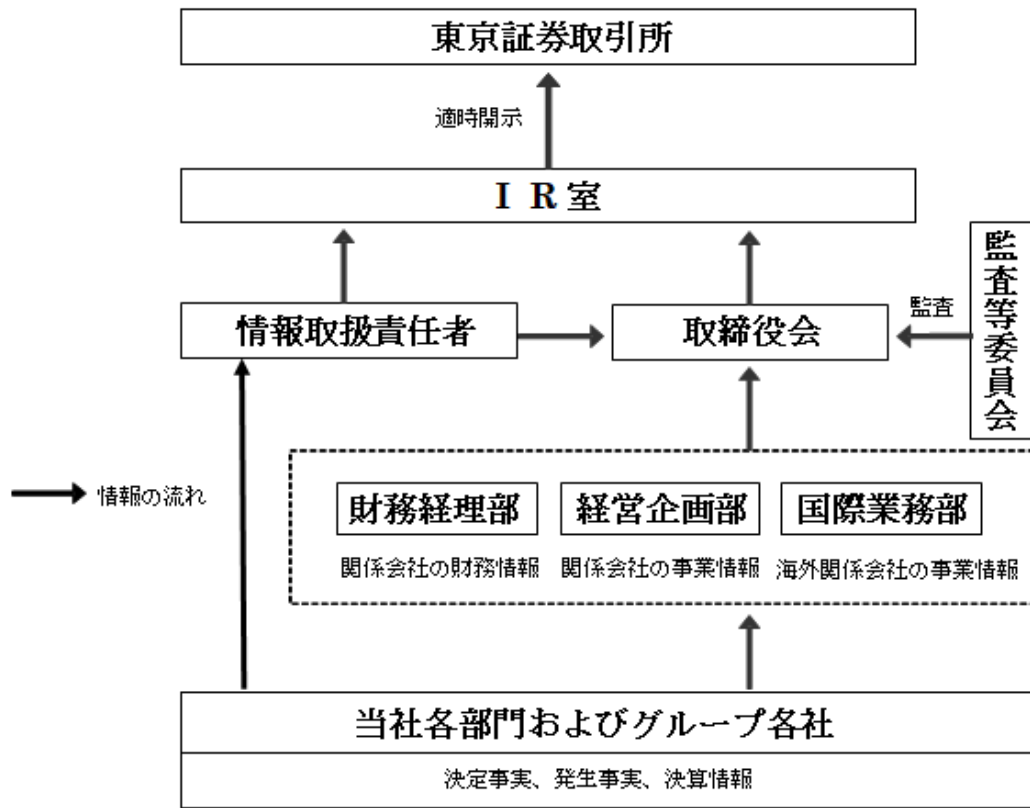 東京証券取引所
適時開示
ＩＲ室
情報取扱責任者
取締役会
監査
監査等委員会
情報の流れ
財務経理部
経営企画部
国際業務部
関係会社の財務情報
関係会社の事業情報
海外関係会社の事業情報
当社各部門およびグループ各社
決定事実、発生事実、決算情報